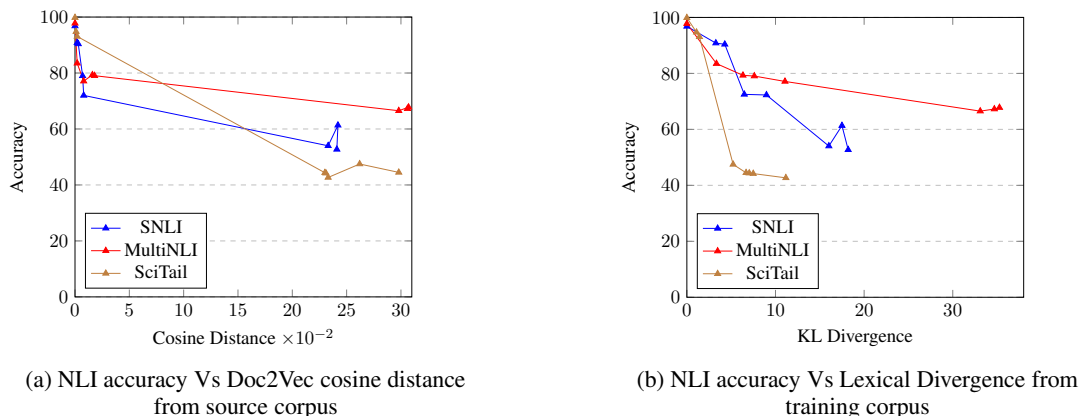 100
80
60
40
20
0
Accuracy
SNLI
MultiNLI
SciTail
0 5 10 15 20 25 30
Cosine Distance ×10⁻²
(a) NLI accuracy Vs Doc2Vec cosine distance
from source corpus
100
80
60
40
20
0
Accuracy
SNLI
MultiNLI
SciTail
0 10 20 30
KL Divergence
(b) NLI accuracy Vs Lexical Divergence from
training corpus